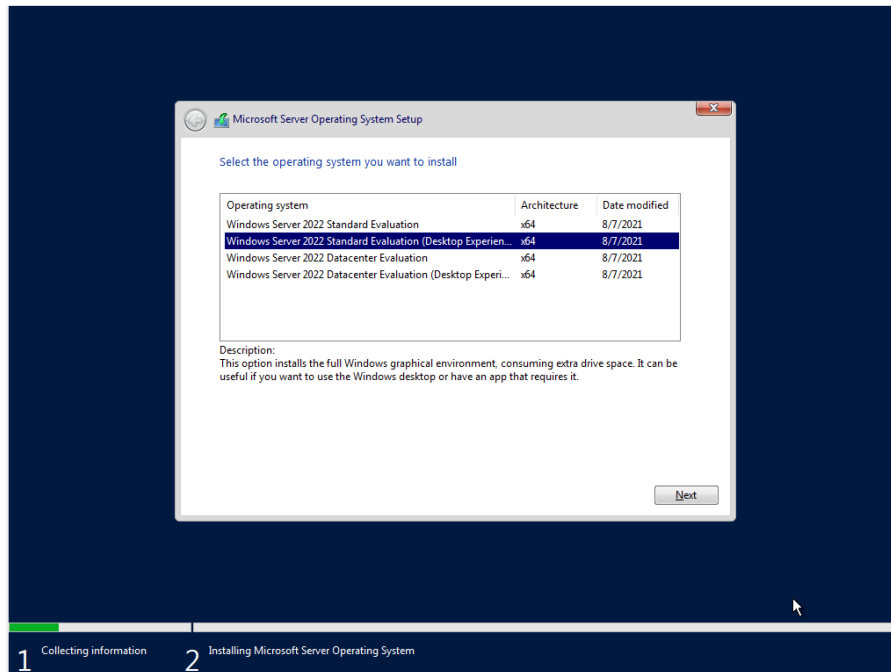 Microsoft Server Operating System Setup
Select the operating system you want to install
Operating system Architecture Date modified
Windows Server 2022 Standard Evaluation x64 8/7/2021
Windows Server 2022 Standard Evaluation (Desktop Experien... x64 8/7/2021
Windows Server 2022 Datacenter Evaluation x64 8/7/2021
Windows Server 2022 Datacenter Evaluation (Desktop Experi... x64 8/7/2021
Description:
This option installs the full Windows graphical environment, consuming extra drive space. It can be
useful if you want to use the Windows desktop or have an app that requires it.
Next
1 Collecting information 2 Installing Microsoft Server Operating System